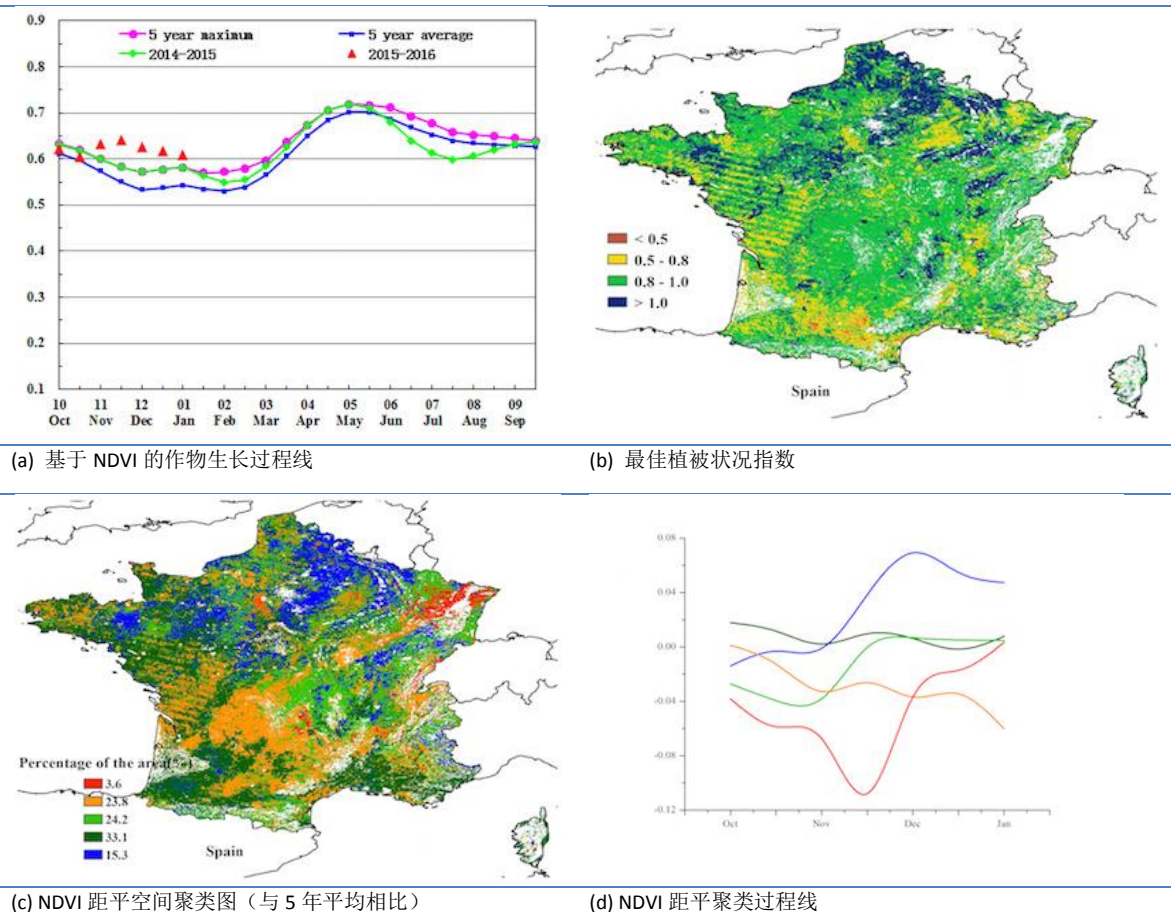 0.9
5 year maximum 5 year average
2014-2015 2015-2016
0.8
0.7
0.6
0.5
0.4
0.3
0.2
0.1
10 11 12 01 02 03 04 05 06 07 08 09
Oct Nov Dec Jan Feb Mar Apr May Jun Jul Aug Sep
< 0.5
0.5 - 0.8
0.8 - 1.0
> 1.0
Spain
(a) 基于 NDVI 的作物生长过程线
(b) 最佳植被状况指数
Percentage of the area(%)
3.6
23.8
24.2
33.1
15.3
Spain
0.08
0.04
0.00
-0.04
-0.08
-0.12
Oct Nov Dec Jan
(c) NDVI 距平空间聚类图（与 5 年平均相比）
(d) NDVI 距平聚类过程线